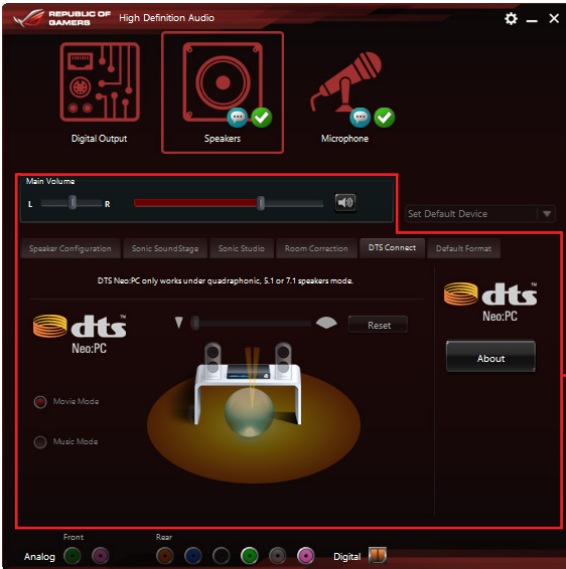 REPUBLIC OF
GAMERS
High Definition Audio
Digital Output
Speakers
Microphone
Main Volume
L
R
Set Default Device
Speaker Configuration
Sonic SoundStage
Sonic Studio
Room Correction
DTS Connect
Default Format
DTS Neo:PC only works under quadraphonic, 5.1 or 7.1 speakers mode.
dts™
Neo:PC
Reset
dts™
Neo:PC
About
Movie Mode
Music Mode
Front
Rear
Analog
Digital